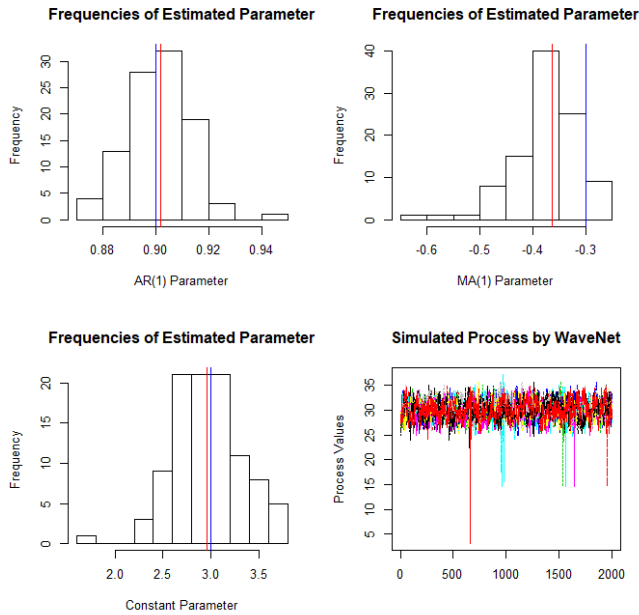 Frequencies of Estimated Parameter
Frequency
0 5 10 20 30
0.88 0.90 0.92 0.94
AR(1) Parameter
Frequencies of Estimated Parameter
Frequency
0 10 20 30 40
-0.6 -0.5 -0.4 -0.3
MA(1) Parameter
Frequencies of Estimated Parameter
Frequency
0 5 10 15 20
2.0 2.5 3.0 3.5
Constant Parameter
Simulated Process by WaveNet
Process Values
5 10 15 20 25 30 35
0 500 1000 1500 2000